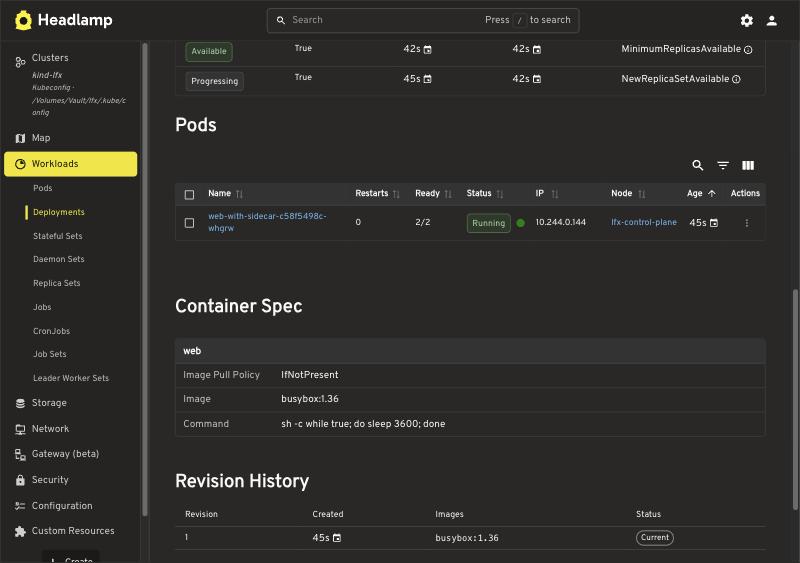 Headlamp
Search Press / to search
Clusters
kind-lfx
Kubeconfig -
/Volumes/Vault/lfx/.kube/c
onfig
Map
Workloads
Pods
Deployments
Stateful Sets
Daemon Sets
Replica Sets
Jobs
CronJobs
Job Sets
Leader Worker Sets
Storage
Network
Gateway (beta)
Security
Configuration
Custom Resources
Create
Available True 42s 42s MinimumReplicasAvailable
Progressing True 45s 42s NewReplicaSetAvailable
Pods
Name Restarts Ready Status IP Node Age Actions
web-with-sidecar-c58f5498c-
whgrw 0 2/2 Running 10.244.0.144 lfx-control-plane 45s
Container Spec
web
Image Pull Policy IfNotPresent
Image busybox:1.36
Command sh -c while true; do sleep 3600; done
Revision History
Revision Created Images Status
1 45s busybox:1.36 Current